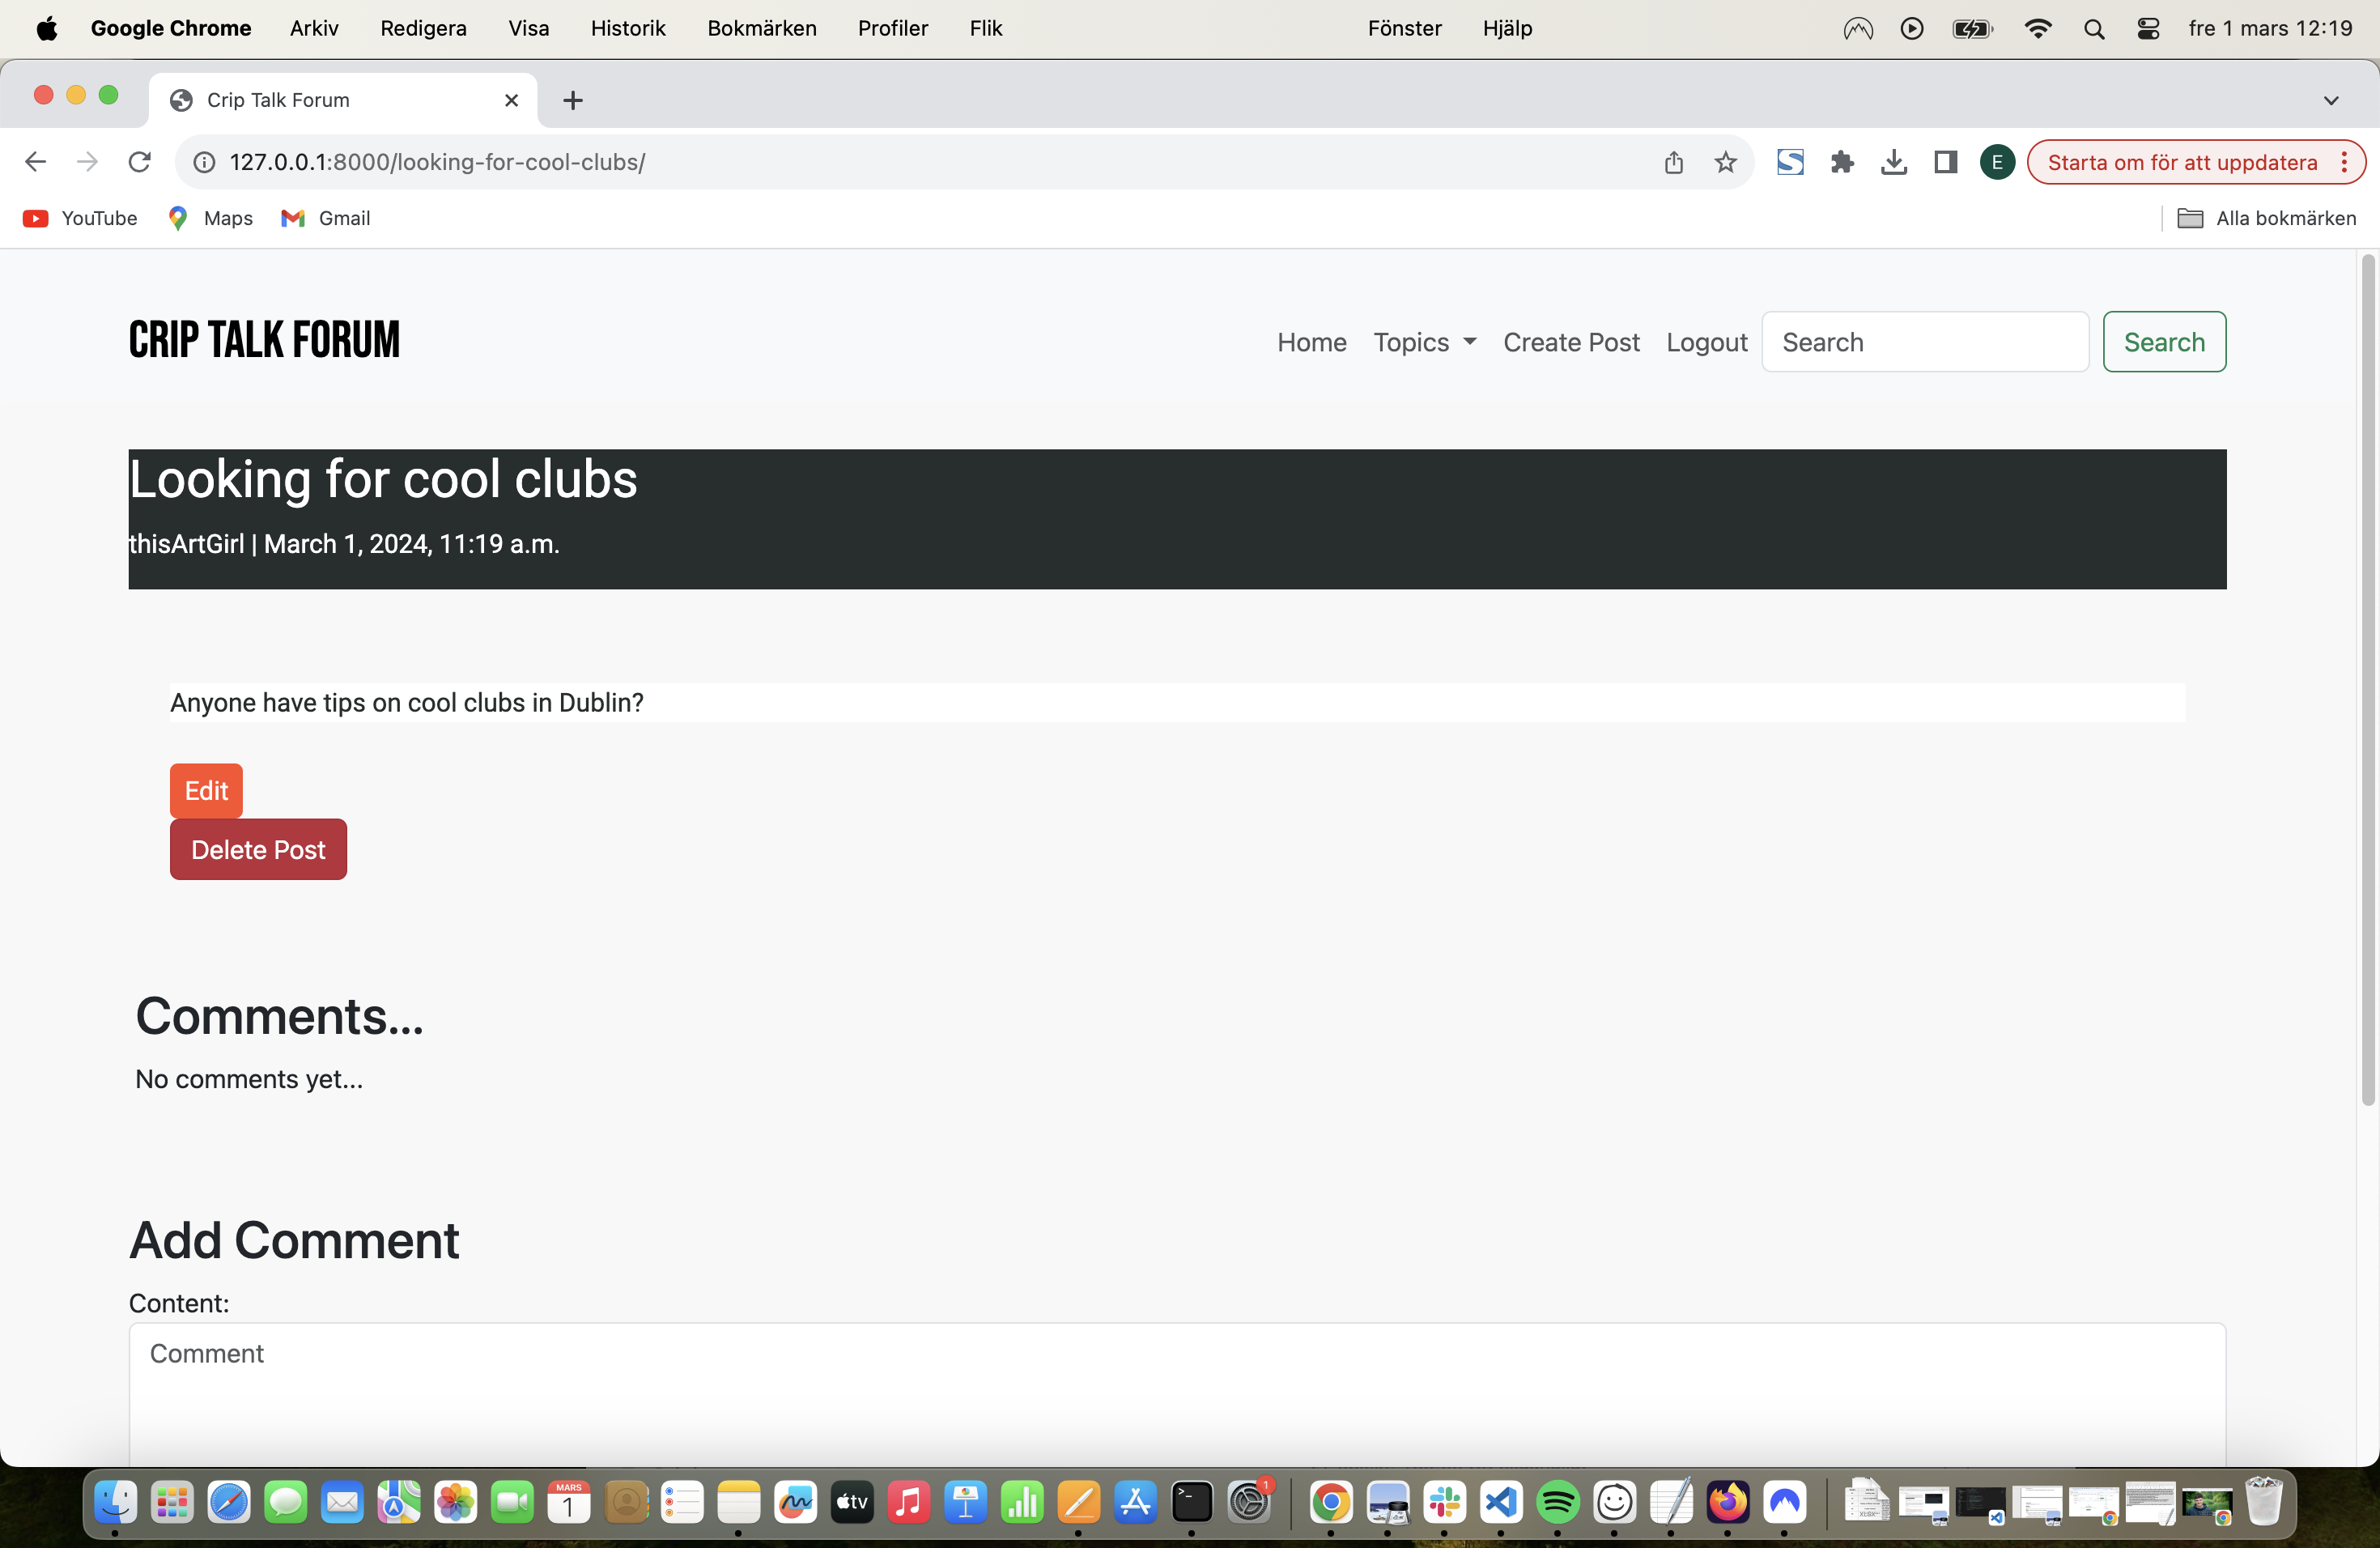 Google Chrome Arkiv Redigera Visa Historik Bokmärken Profiler Flik Fönster Hjälp fre 1 mars 12:19
Crip Talk Forum
127.0.0.1:8000/looking-for-cool-clubs/ E Starta om för att uppdatera
YouTube Maps Gmail Alla bokmärken
CRIP TALK FORUM Home Topics Create Post Logout Search Search
Looking for cool clubs
thisArtGirl | March 1, 2024, 11:19 a.m.
Anyone have tips on cool clubs in Dublin?
Edit
Delete Post
Comments...
No comments yet...
Add Comment
Content:
Comment
MARS
1 tv 1